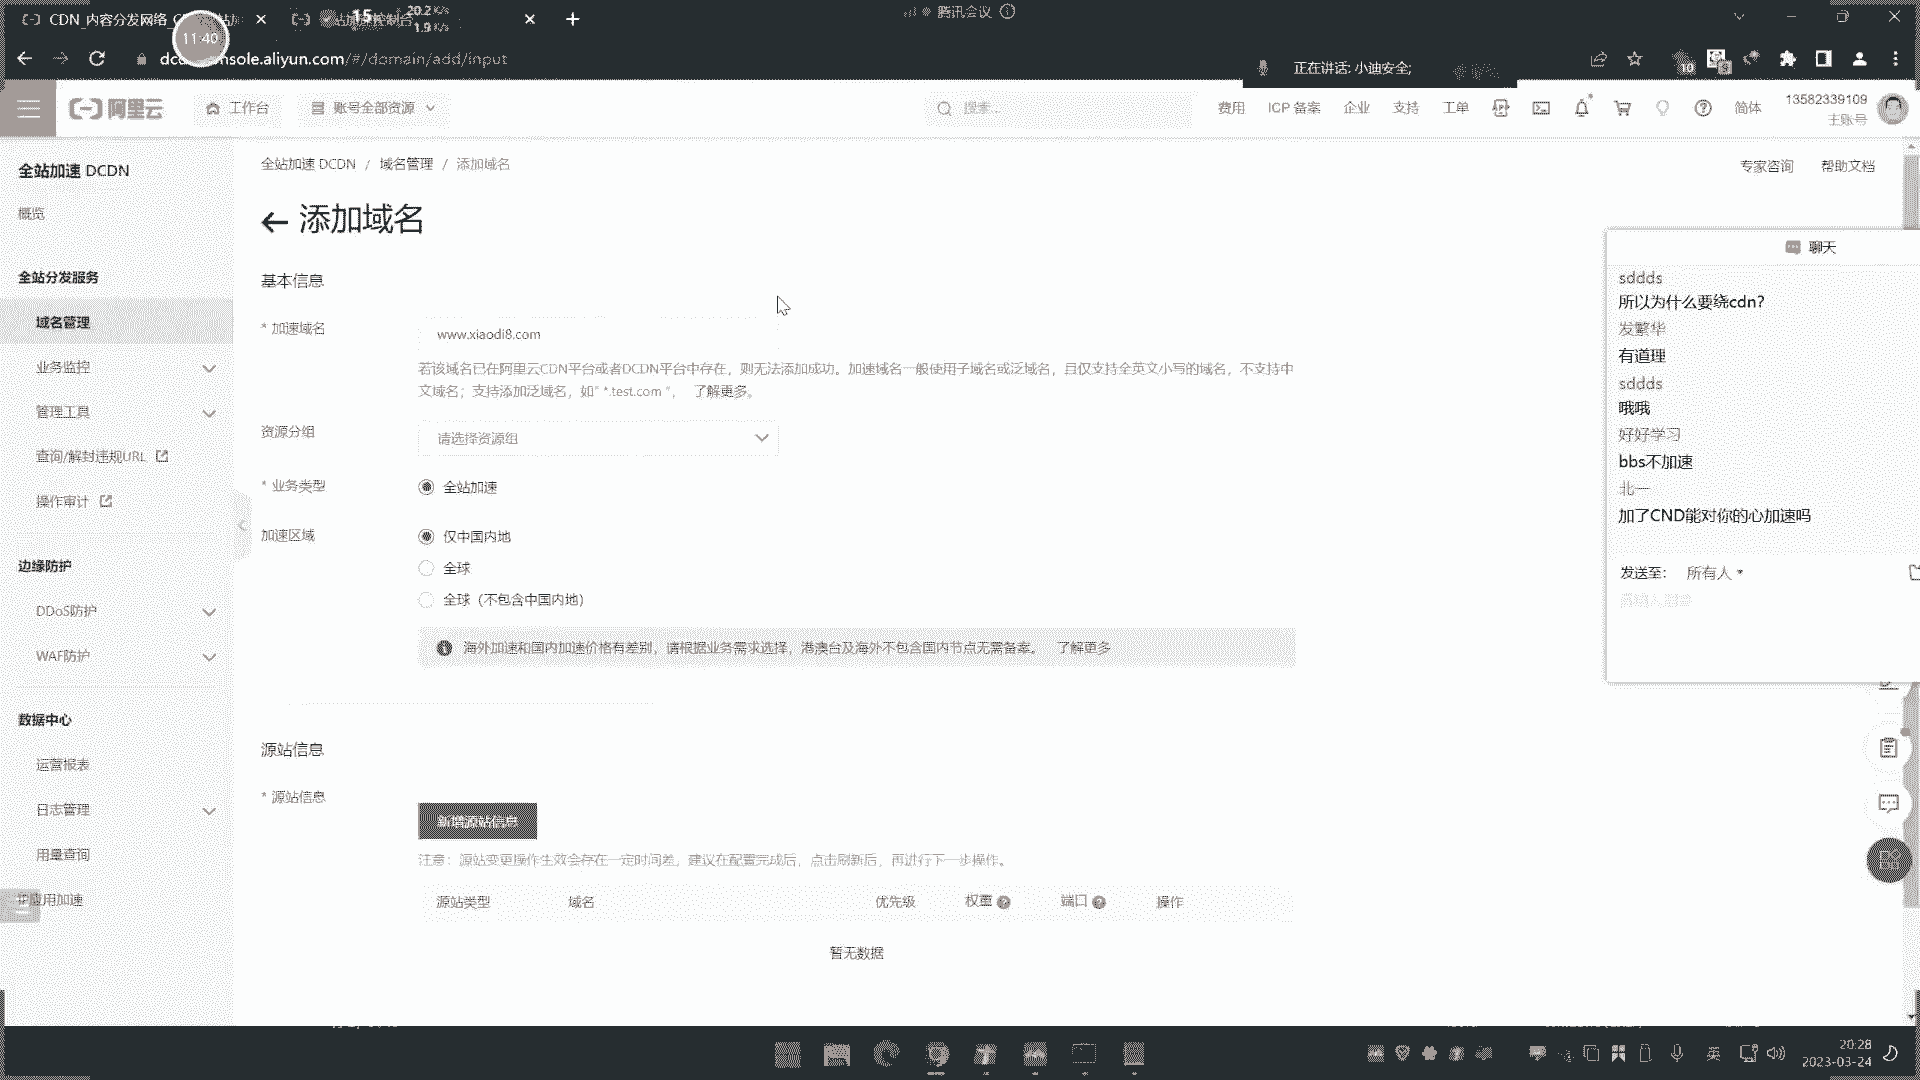 CDN_内容分发网络_C
11:40
15
20.2 K/s
1.9 K/s
腾讯会议
console.aliyun.com/#/domain/add/input
正在讲话: 小迪安全;
阿里云
工作台
账号全部资源
搜索...
费用
ICP 备案
企业
支持
工单
简体
13582339109
主账号
全站加速 DCDN
概览
全站分发服务
域名管理
业务监控
管理工具
查询/解封违规URL
操作审计
边缘防护
DDoS防护
WAF防护
数据中心
运营报表
日志管理
用量查询
IP应用加速
全站加速 DCDN / 域名管理 / 添加域名
专家咨询
帮助文档
添加域名
基本信息
* 加速域名
www.xiaodi8.com
若该域名已在阿里云CDN平台或者DCDN平台中存在，则无法添加成功。加速域名一般使用子域名或泛域名，且仅支持全英文小写的域名，不支持中
文域名；支持添加泛域名，如“ *.test.com ”， 了解更多。
资源分组
请选择资源组
* 业务类型
全站加速
加速区域
仅中国内地
全球
全球（不包含中国内地）
海外加速和国内加速价格有差别，请根据业务需求选择，港澳台及海外不包含国内节点无需备案。 了解更多
源站信息
* 源站信息
新增源站信息
注意：源站变更操作生效会存在一定时间差，建议在配置完成后，点击刷新后，再进行下一步操作。
源站类型
域名
优先级
权重
端口
操作
暂无数据
聊天
sddds
所以为什么要绕cdn?
发繁华
有道理
sddds
哦哦
好好学习
bbs不加速
北一
加了CND能对你的心加速吗
发送至：
所有人
英
20:28
2023-03-24